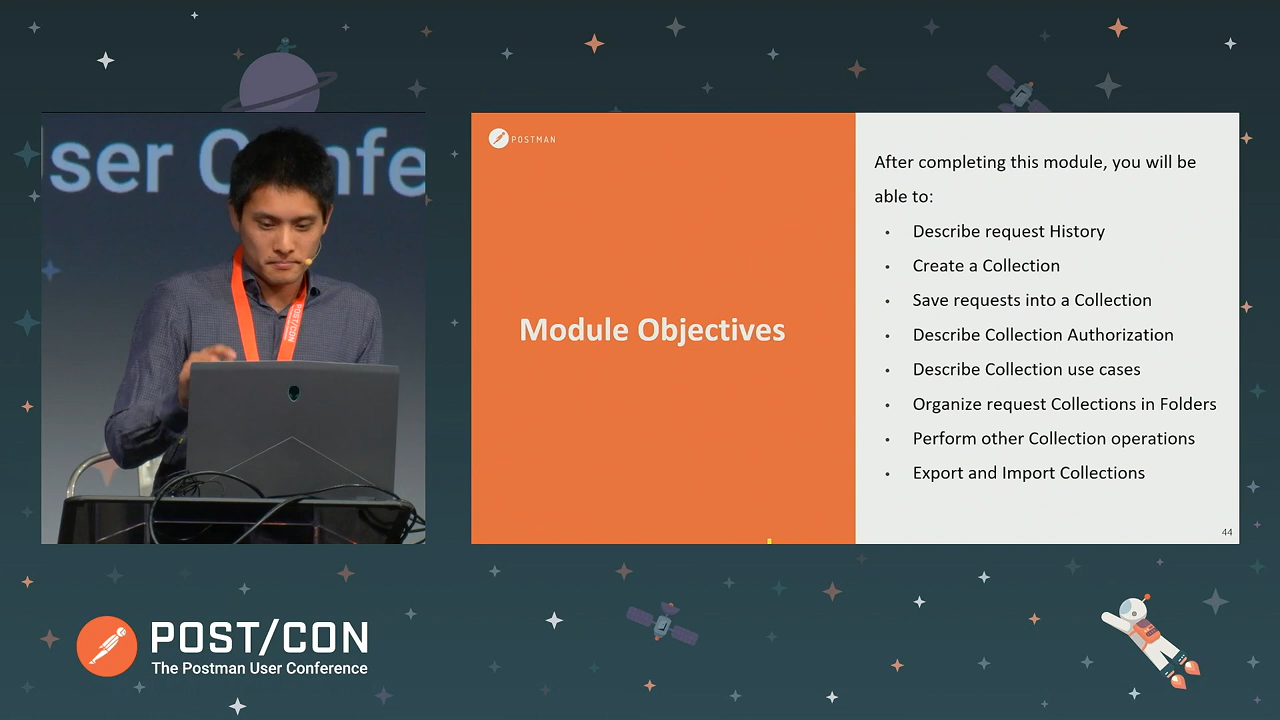 ser Confe
POST/CON
POSTMAN
Module Objectives
After completing this module, you will be
able to:
• Describe request History
• Create a Collection
• Save requests into a Collection
• Describe Collection Authorization
• Describe Collection use cases
• Organize request Collections in Folders
• Perform other Collection operations
• Export and Import Collections
44
POST/CON
The Postman User Conference